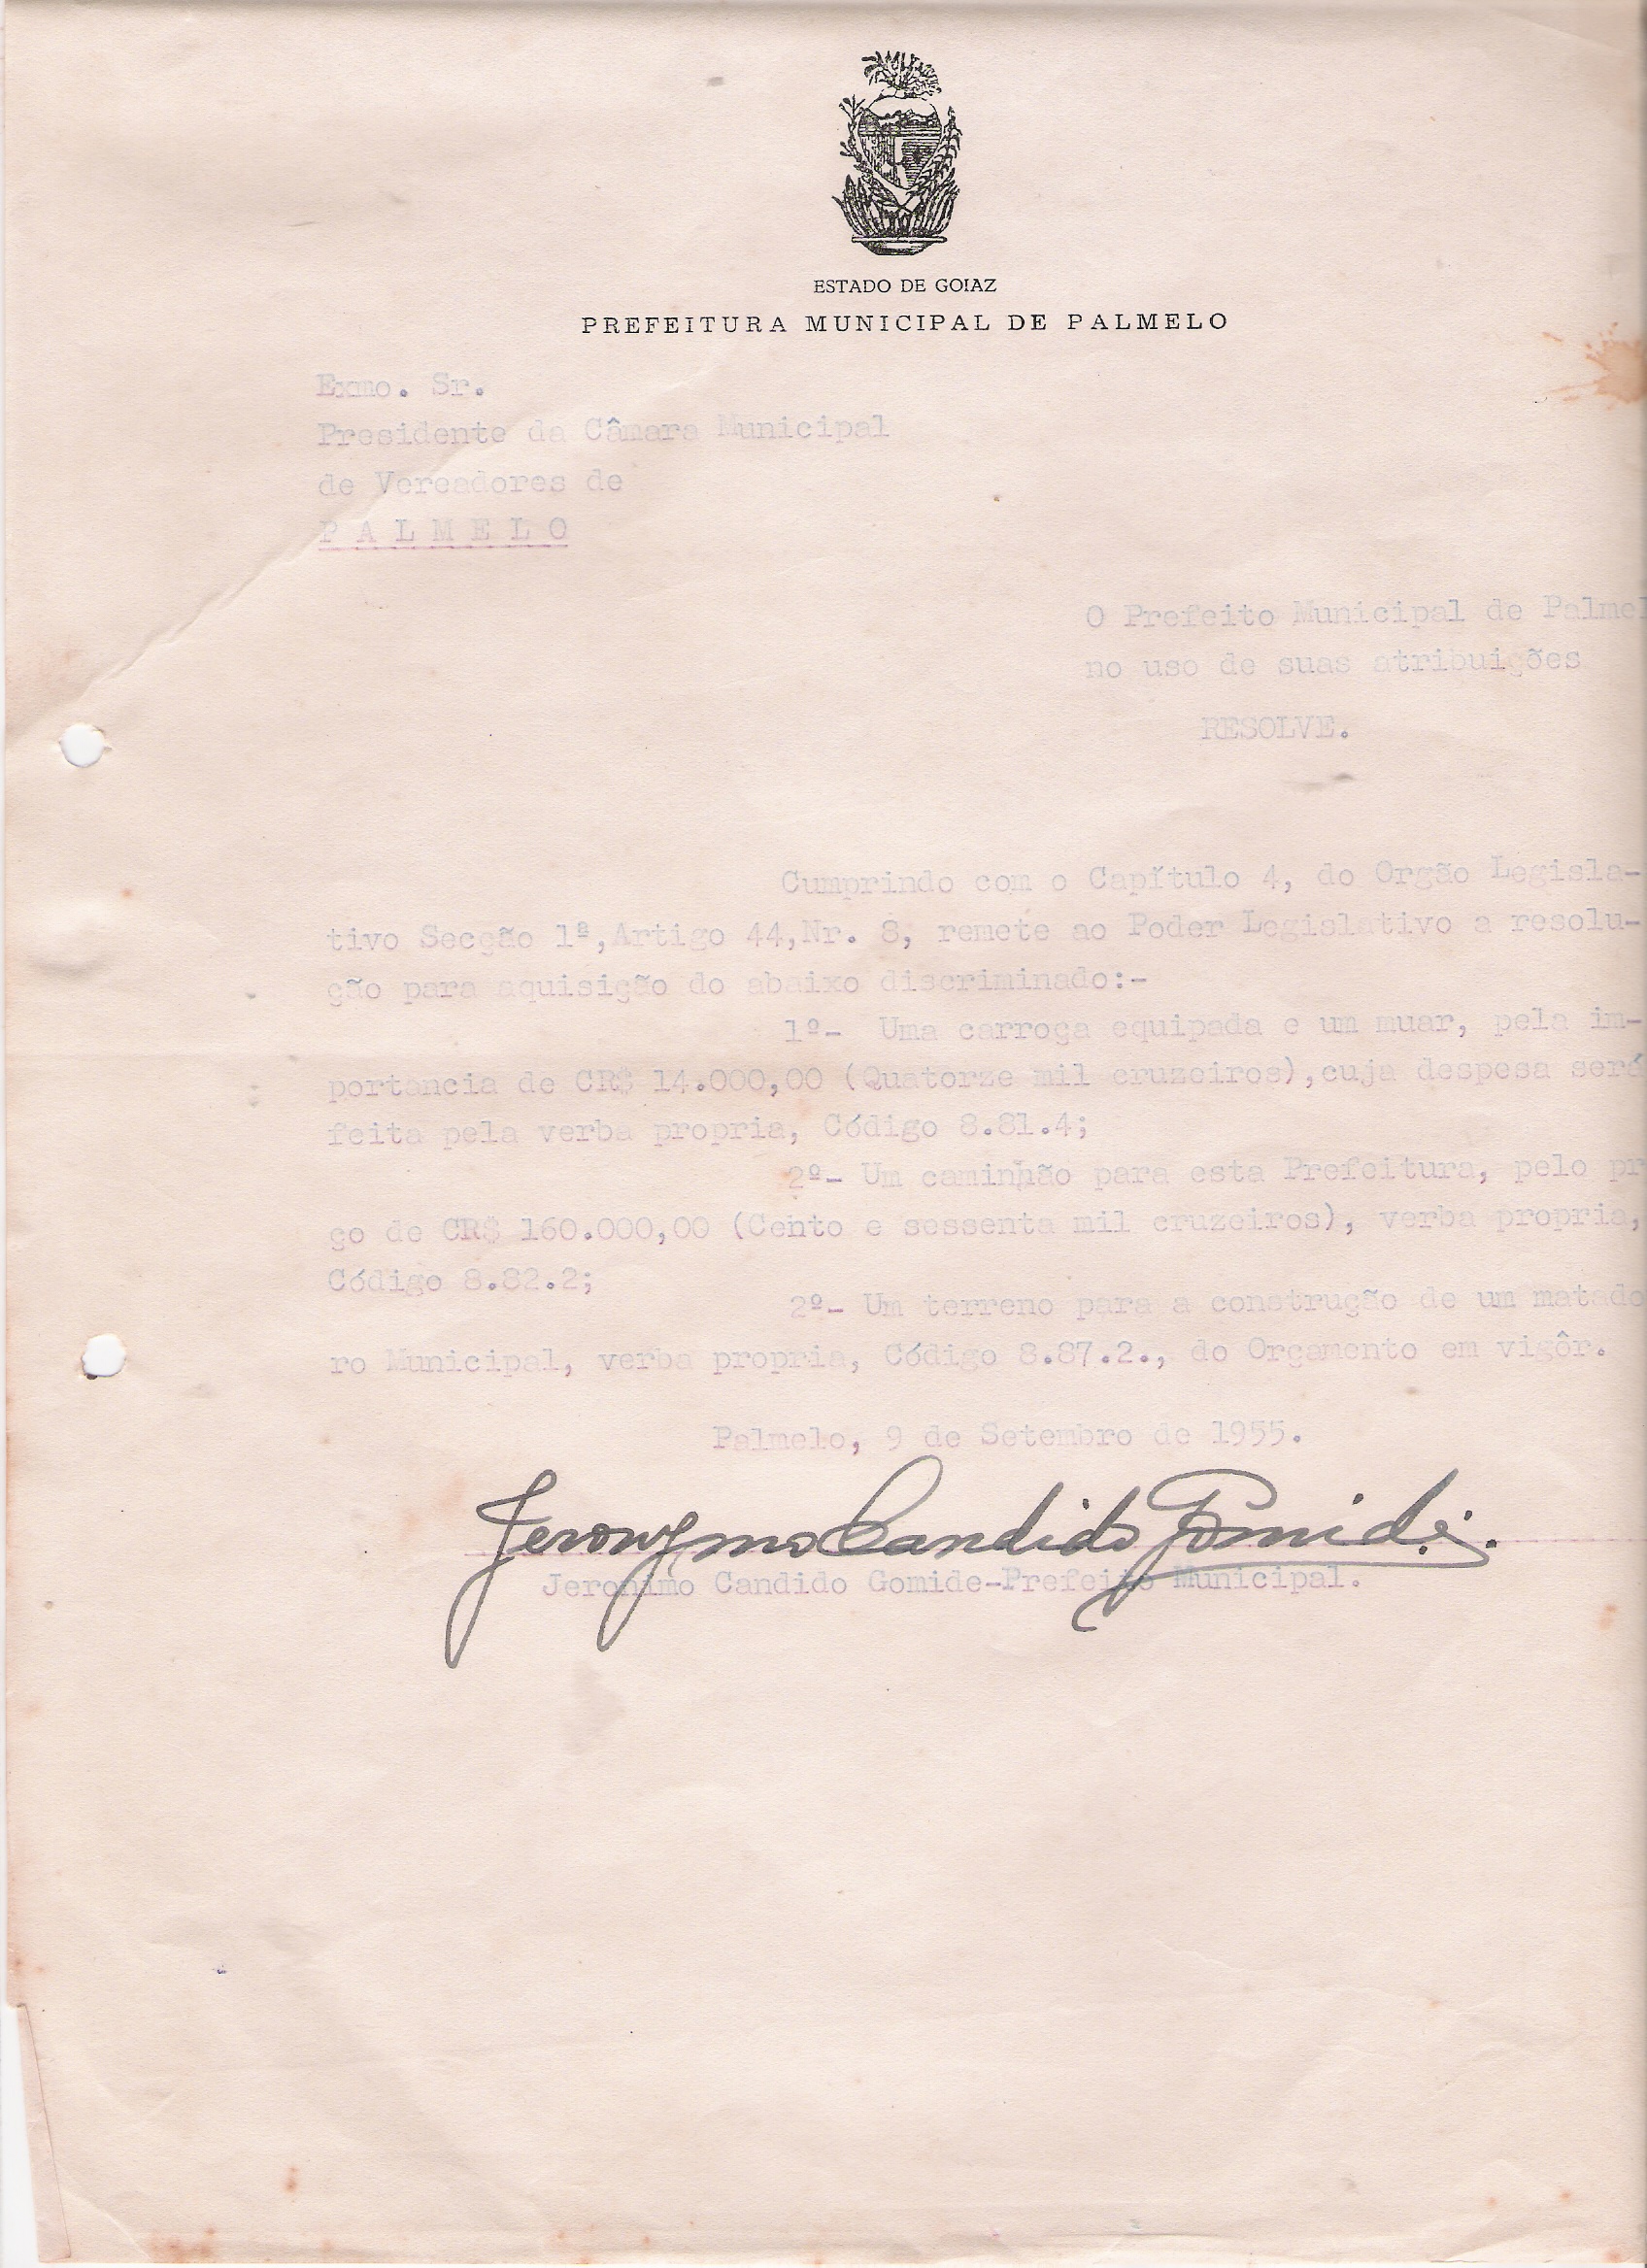 ESTADO DE GOIAZ
PREFEITURA MUNICIPAL DE PALMELO
Exmo. Sr.
Presidente da Câmara Municipal
de Vereadores de
P A L M E L O
O Prefeito Municipal de Palmel
no uso de suas atribuições
RESOLVE.
Cumprindo com o Capítulo 4, do Orgão Legisla-
tivo Secção 1ª,Artigo 44,Nr. 8, remete ao Poder Legislativo a resolu-
ção para aquisição do abaixo discriminado:-
1º- Uma carroça equipada e um muar, pela im-
portancia de CR$ 14.000,00 (Quatorze mil cruzeiros),cuja despesa será
feita pela verba propria, Código 8.81.4;
2º- Um caminhão para esta Prefeitura, pelo pr
ço de CR$ 160.000,00 (Cento e sessenta mil cruzeiros), verba propria,
Código 8.82.2;
2º- Um terreno para a construção de um matado
ro Municipal, verba propria, Código 8.87.2., do Orçamento em vigôr.
Palmelo, 9 de Setembro de 1955.
Jeronymo Candido Gomide.
Jeronimo Candido Gomide-Prefeito Municipal.